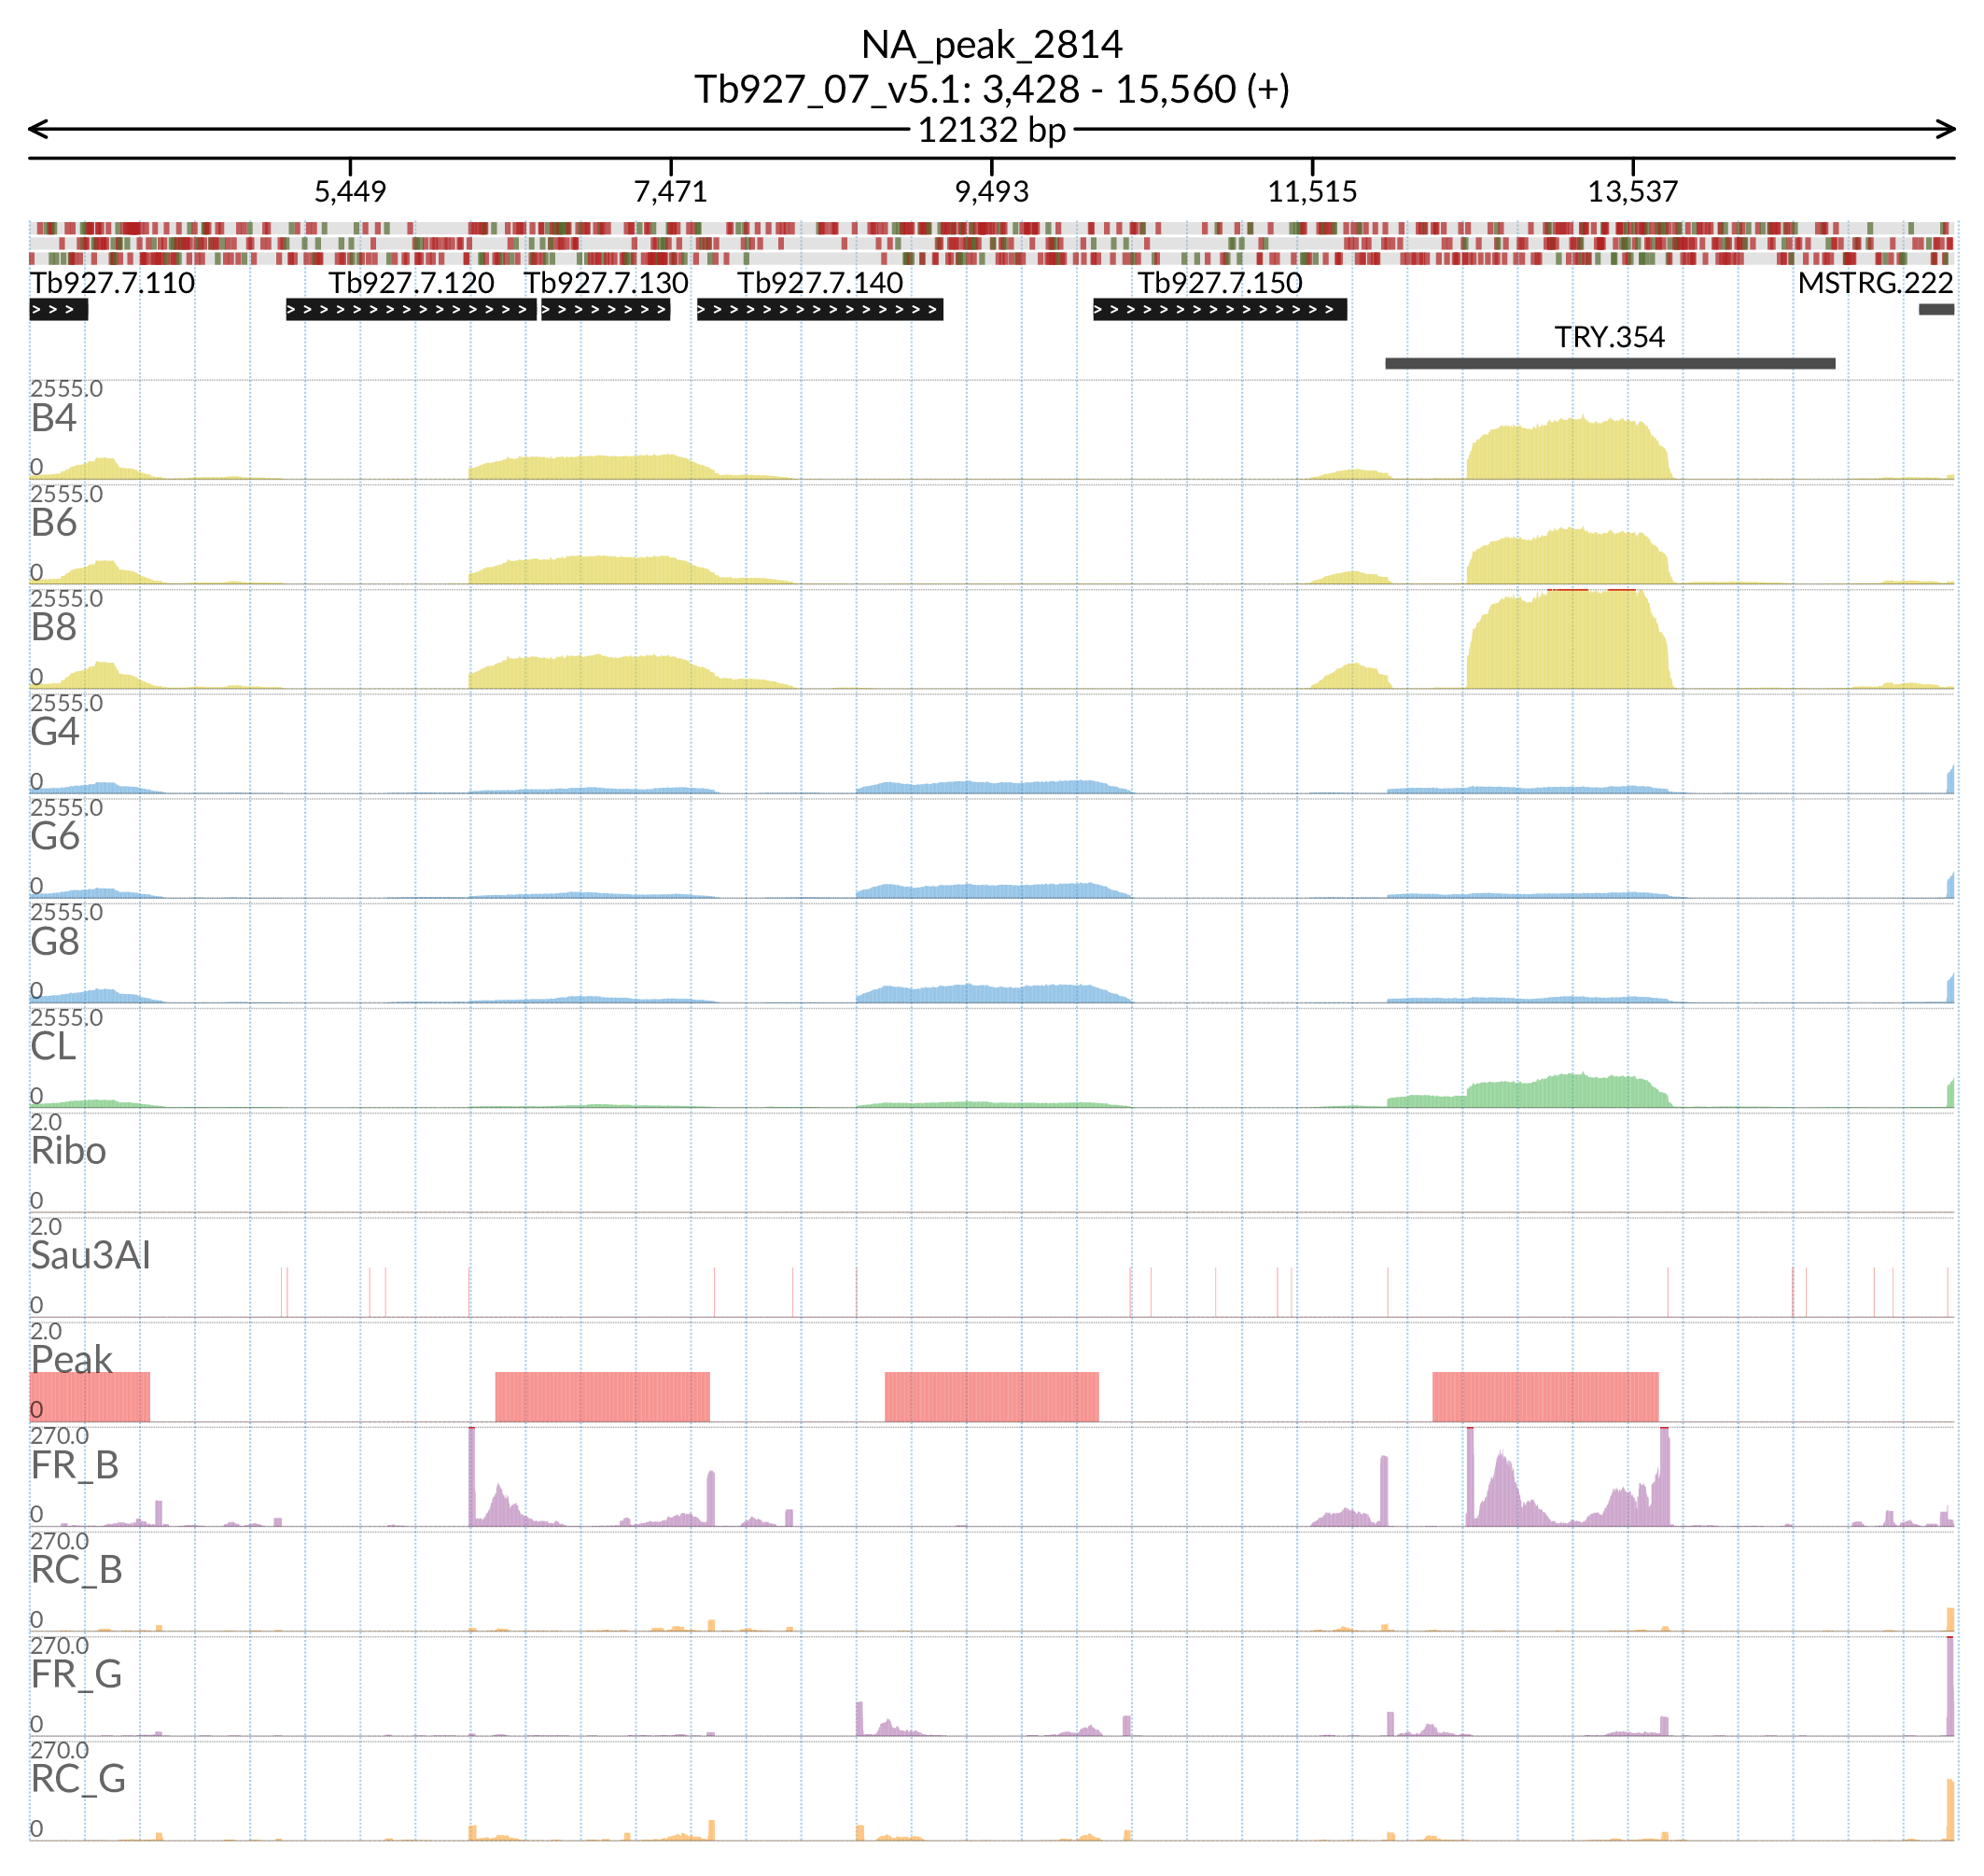 NA_peak_2814
Tb927_07_v5.1: 3,428 - 15,560 (+)
12132 bp
5,449 7,471 9,493 11,515 13,537
Tb927.7.110 Tb927.7.120 Tb927.7.130 Tb927.7.140 Tb927.7.150 MSTRG.222
TRY.354
2555.0
B4
0
2555.0
B6
0
2555.0
B8
0
2555.0
G4
0
2555.0
G6
0
2555.0
G8
0
2555.0
CL
0
2.0
Ribo
0
2.0
Sau3AI
0
2.0
Peak
0
270.0
FR_B
0
270.0
RC_B
0
270.0
FR_G
0
270.0
RC_G
0